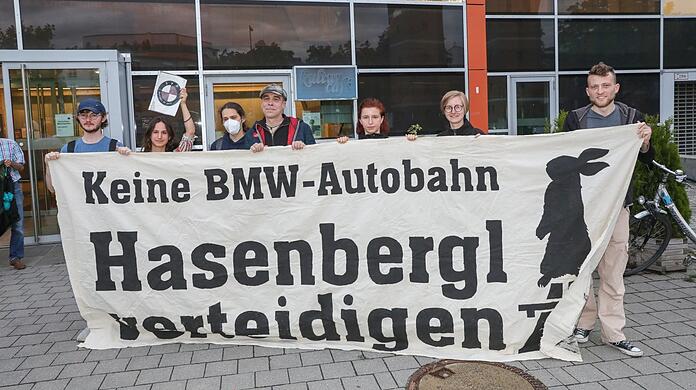 Keine BMW-Autobahn
Hasenbergl
verteidigen